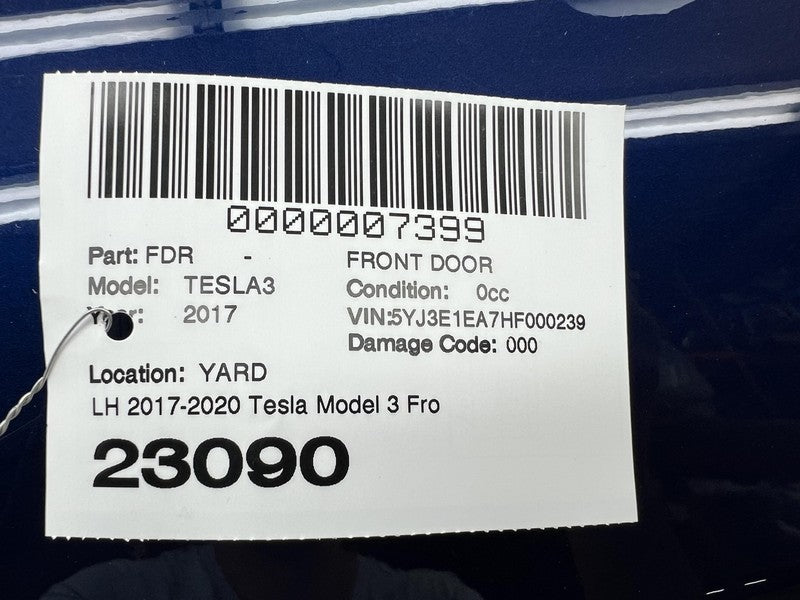 0000007399
Part: FDR - FRONT DOOR
Model: TESLA3 Condition: 0cc
Year: 2017 VIN:5YJ3E1EA7HF000239
Damage Code: 000
Location: YARD
LH 2017-2020 Tesla Model 3 Fro
23090